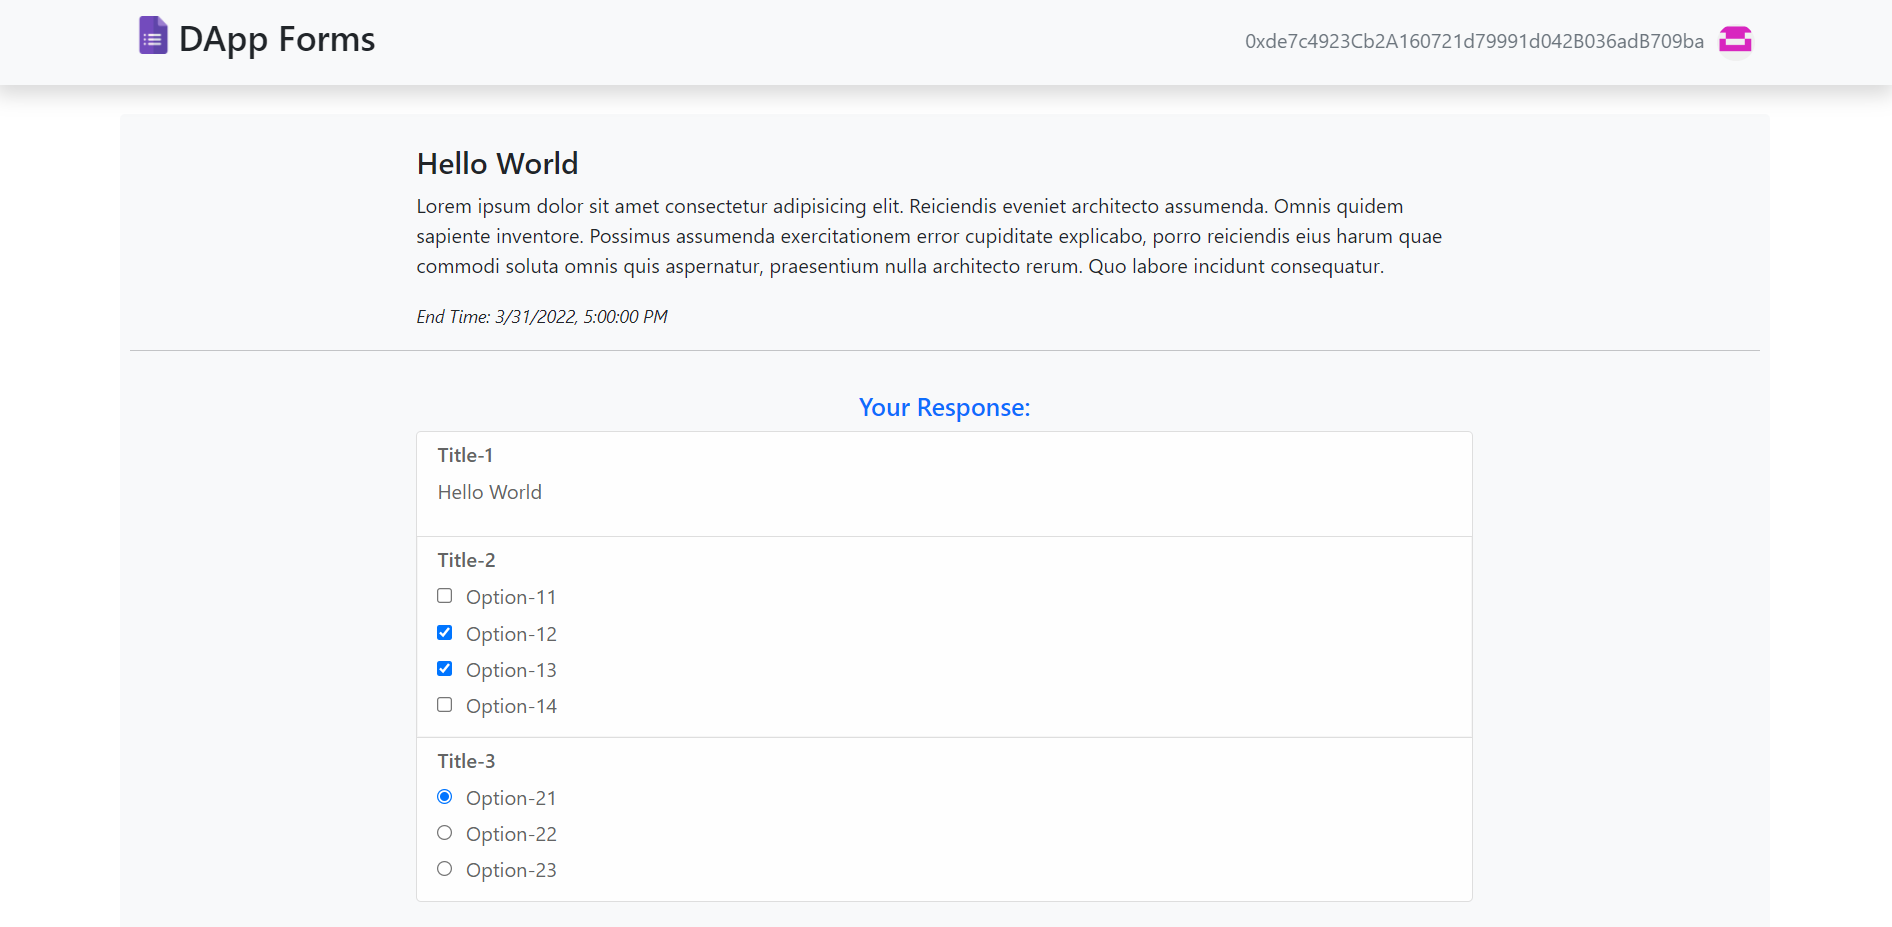 DApp Forms
0xde7c4923Cb2A160721d79991d042B036adB709ba
Hello World
Lorem ipsum dolor sit amet consectetur adipisicing elit. Reiciendis eveniet architecto assumenda. Omnis quidem
sapiente inventore. Possimus assumenda exercitationem error cupiditate explicabo, porro reiciendis eius harum quae
commodi soluta omnis quis aspernatur, praesentium nulla architecto rerum. Quo labore incidunt consequatur.
End Time: 3/31/2022, 5:00:00 PM
Your Response:
Title-1
Hello World
Title-2
Option-11
Option-12
Option-13
Option-14
Title-3
Option-21
Option-22
Option-23